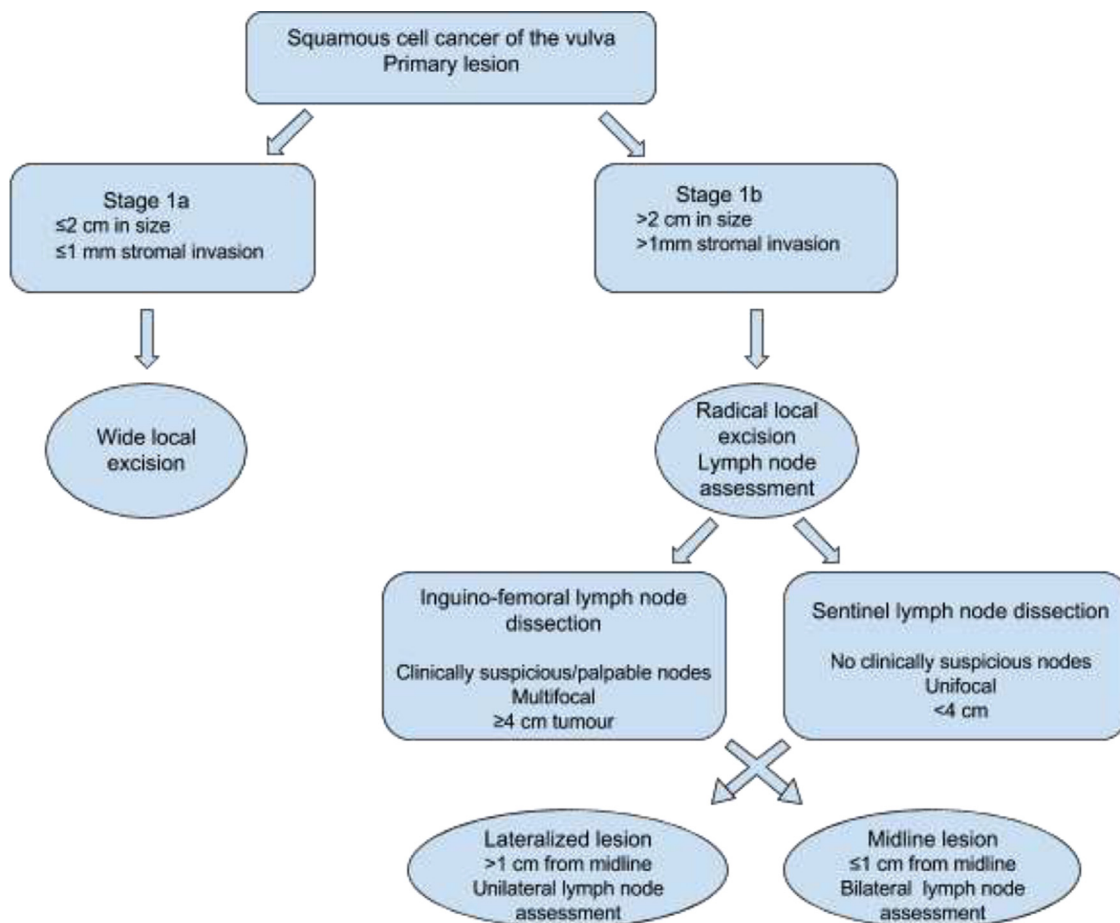 Squamous cell cancer of the vulva
Primary lesion
Stage 1a
≤2 cm in size
≤1 mm stromal invasion
Stage 1b
>2 cm in size
>1mm stromal invasion
Wide local
excision
Radical local
excision
Lymph node
assessment
Inguino-femoral lymph node
dissection
Clinically suspicious/palpable nodes
Multifocal
≥4 cm tumour
Sentinel lymph node dissection
No clinically suspicious nodes
Unifocal
<4 cm
Lateralized lesion
>1 cm from midline
Unilateral lymph node
assessment
Midline lesion
≤1 cm from midline
Bilateral lymph node
assessment